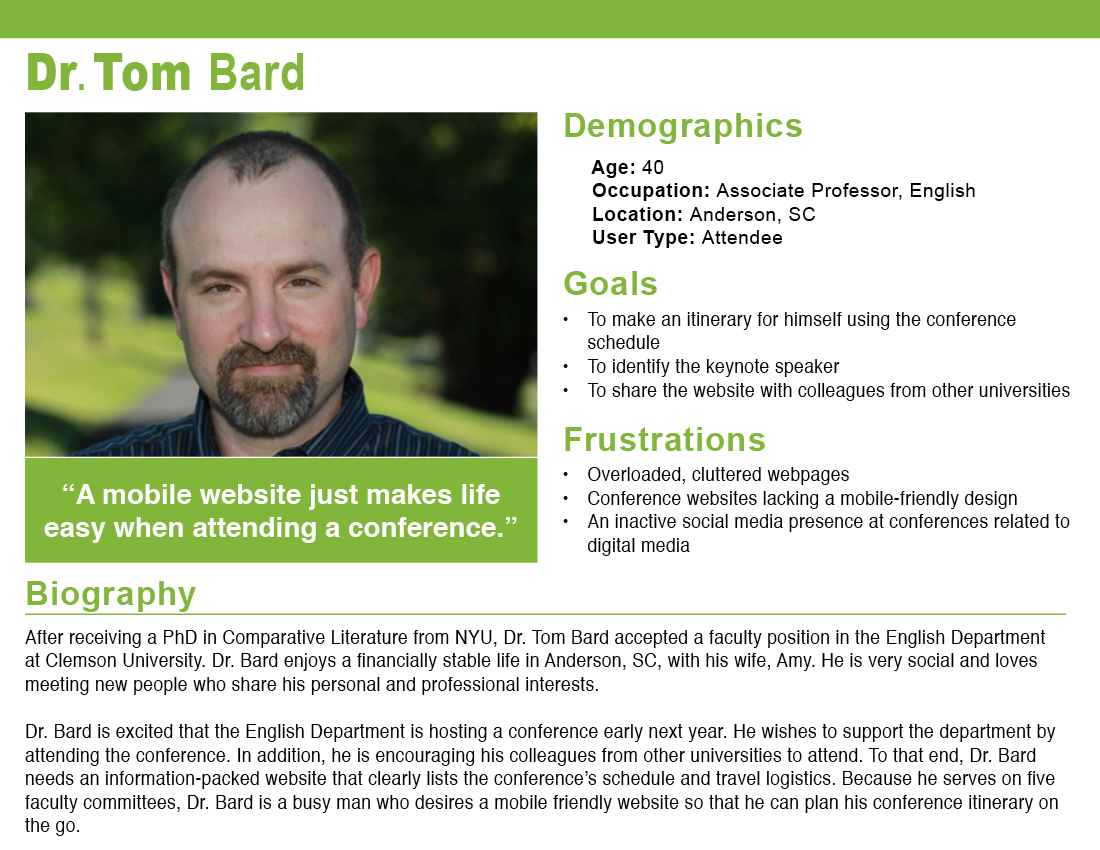 Dr. Tom Bard
Demographics
Age: 40
Occupation: Associate Professor, English
Location: Anderson, SC
User Type: Attendee
Goals
• To make an itinerary for himself using the conference
schedule
• To identify the keynote speaker
• To share the website with colleagues from other universities
Frustrations
• Overloaded, cluttered webpages
• Conference websites lacking a mobile-friendly design
• An inactive social media presence at conferences related to
digital media
“A mobile website just makes life
easy when attending a conference.”
Biography
After receiving a PhD in Comparative Literature from NYU, Dr. Tom Bard accepted a faculty position in the English Department
at Clemson University. Dr. Bard enjoys a financially stable life in Anderson, SC, with his wife, Amy. He is very social and loves
meeting new people who share his personal and professional interests.
Dr. Bard is excited that the English Department is hosting a conference early next year. He wishes to support the department by
attending the conference. In addition, he is encouraging his colleagues from other universities to attend. To that end, Dr. Bard
needs an information-packed website that clearly lists the conference’s schedule and travel logistics. Because he serves on five
faculty committees, Dr. Bard is a busy man who desires a mobile friendly website so that he can plan his conference itinerary on
the go.